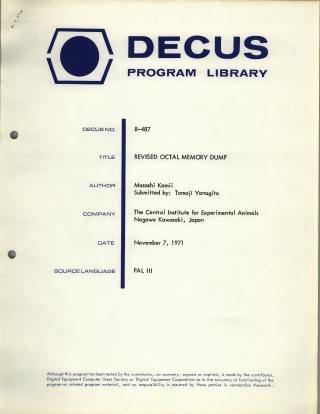 DECUS
PROGRAM LIBRARY
DECUS NO. 8-487
TITLE REVISED OCTAL MEMORY DUMP
AUTHOR Masashi Kamii
Submitted by: Tomoji Yanagita
COMPANY The Central Institute for Experimental Animals
Nogawa Kawasaki, Japan
DATE November 7, 1971
SOURCE LANGUAGE PAL III
Although this program has been tested by the contributor, no warranty, express or implied, is made by the contributor,
Digital Equipment Computer Users Society or Digital Equipment Corporation as to the accuracy or functioning of the
program or related program material, and no responsibility is assumed by these parties in connection therewith.